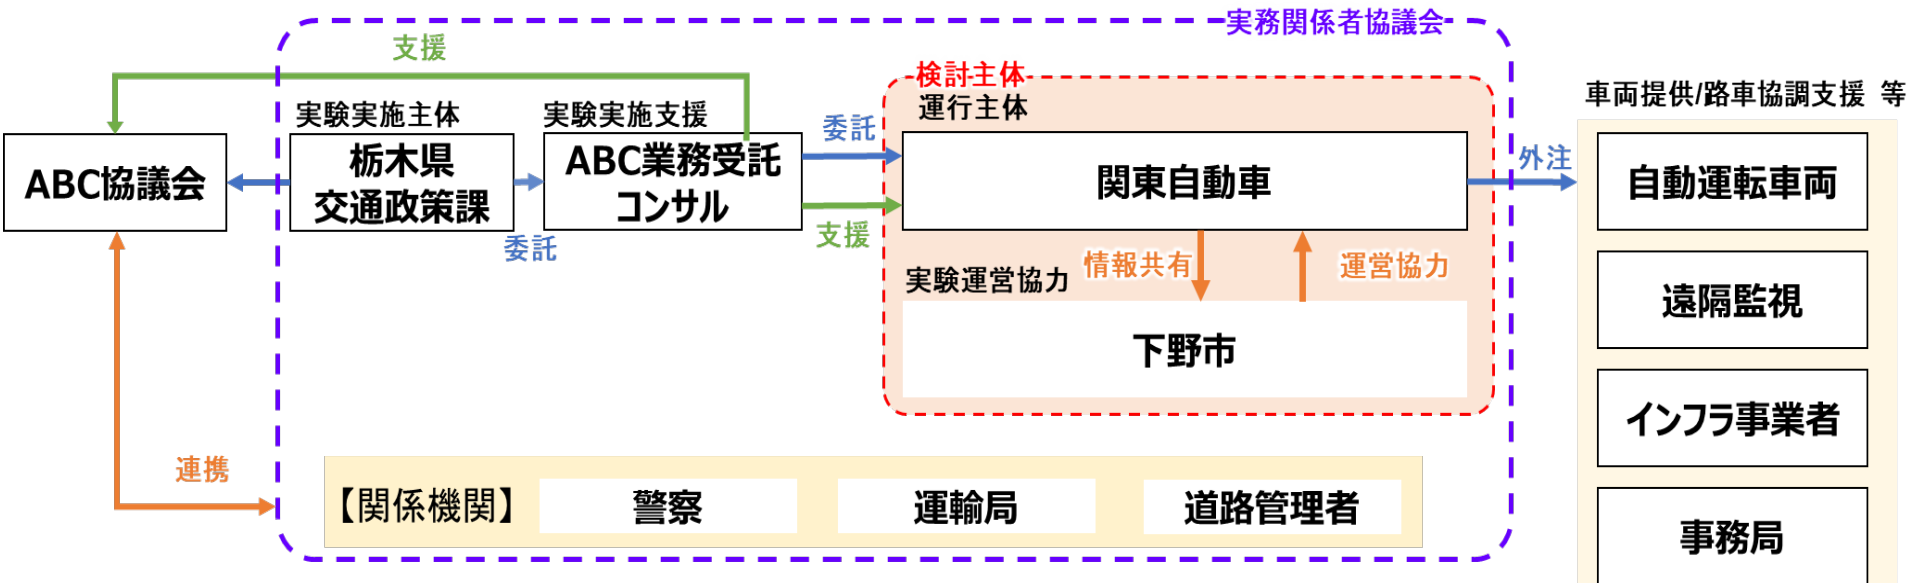 実務関係者協議会
支援
検討主体
車両提供/路車協調支援 等
実験実施主体
実験実施支援
委託
運行主体
ABC協議会
栃木県
交通政策課
ABC業務受託
コンサル
関東自動車
外注
自動運転車両
委託
支援
情報共有
運営協力
実験運営協力
下野市
遠隔監視
インフラ事業者
連携
【関係機関】
警察
運輸局
道路管理者
事務局